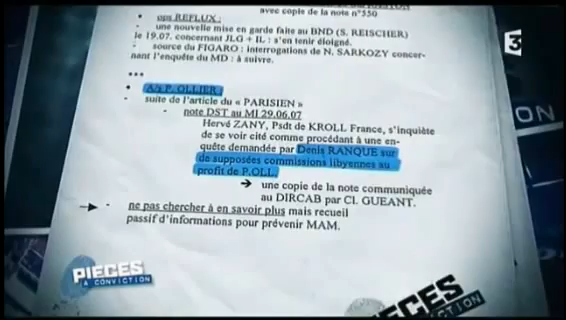 avec copie de la note n°550
• ops REFLUX :
- une nouvelle mise en garde faite au BND (S. REISCHER)
le 19.07. concernant JLG + IL : s'en tenir éloigné.
- source du FIGARO : interrogations de N. SARKOZY concer-
nant l'enquête du MD : à suivre.
***
• OLLIER
- suite de l'article du « PARISIEN »
- note DST au MI 29.06.07
Hervé ZANY, Psdt de KROLL France, s'inquiète
de se voir cité comme procédant à une en-
quête demandée par Denis RANQUE sur
de supposées commissions libyennes au
profit de P.OLL.
➔ une copie de la note communiquée
au DIRCAB par Cl. GUEANT.
- ne pas chercher à en savoir plus mais recueil
passif d'informations pour prévenir MAM.
3
PIECES
A CONVICTION
CES
NVICTION